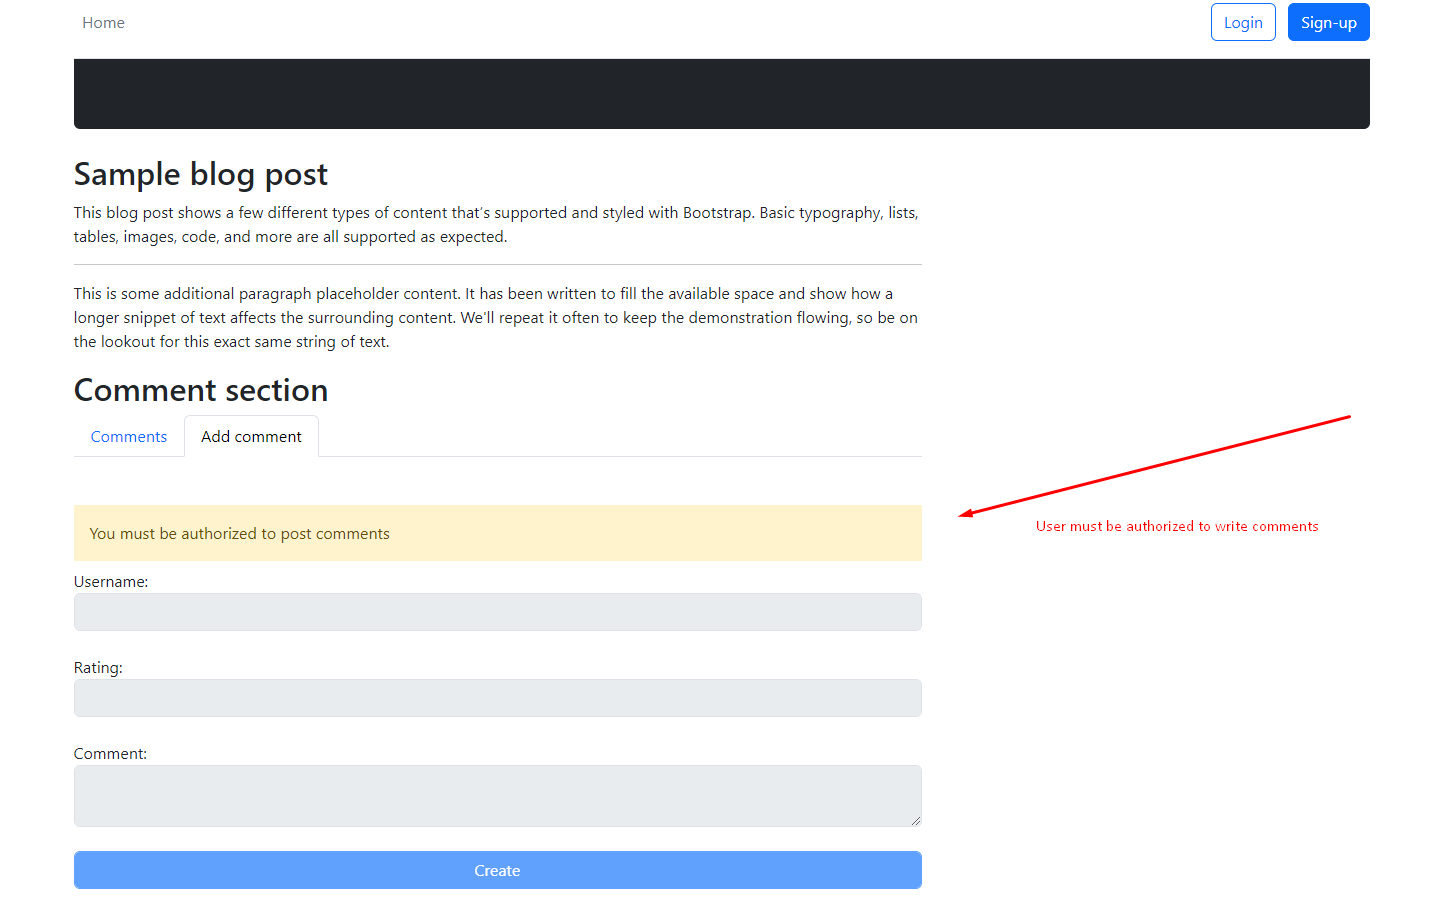 Home
Login
Sign-up
Sample blog post
This blog post shows a few different types of content that's supported and styled with Bootstrap. Basic typography, lists,
tables, images, code, and more are all supported as expected.
This is some additional paragraph placeholder content. It has been written to fill the available space and show how a
longer snippet of text affects the surrounding content. We'll repeat it often to keep the demonstration flowing, so be on
the lookout for this exact same string of text.
Comment section
Comments
Add comment
You must be authorized to post comments
User must be authorized to write comments
Username:
Rating:
Comment:
Create